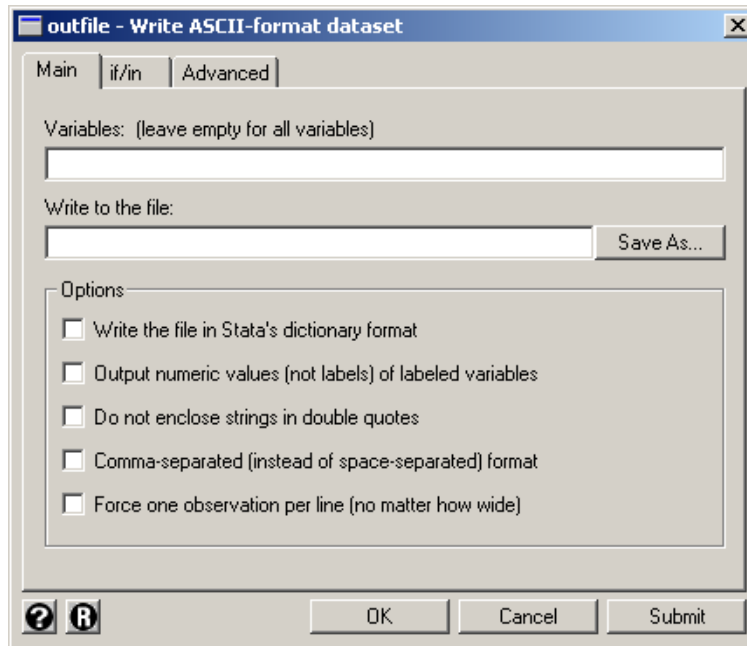 outfile - Write ASCII-format dataset
Main if/in Advanced
Variables: (leave empty for all variables)
Write to the file:
Save As...
Options
Write the file in Stata's dictionary format
Output numeric values (not labels) of labeled variables
Do not enclose strings in double quotes
Comma-separated (instead of space-separated) format
Force one observation per line (no matter how wide)
? R OK Cancel Submit